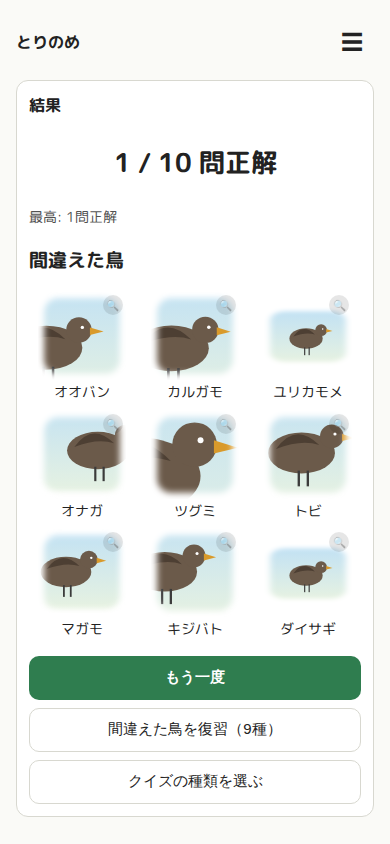 とりのめ
結果
1 / 10 問正解
最高: 1問正解
間違えた鳥
オオバン カルガモ ユリカモメ
オナガ ツグミ トビ
マガモ キジバト ダイサギ
もう一度
間違えた鳥を復習（9種）
クイズの種類を選ぶ